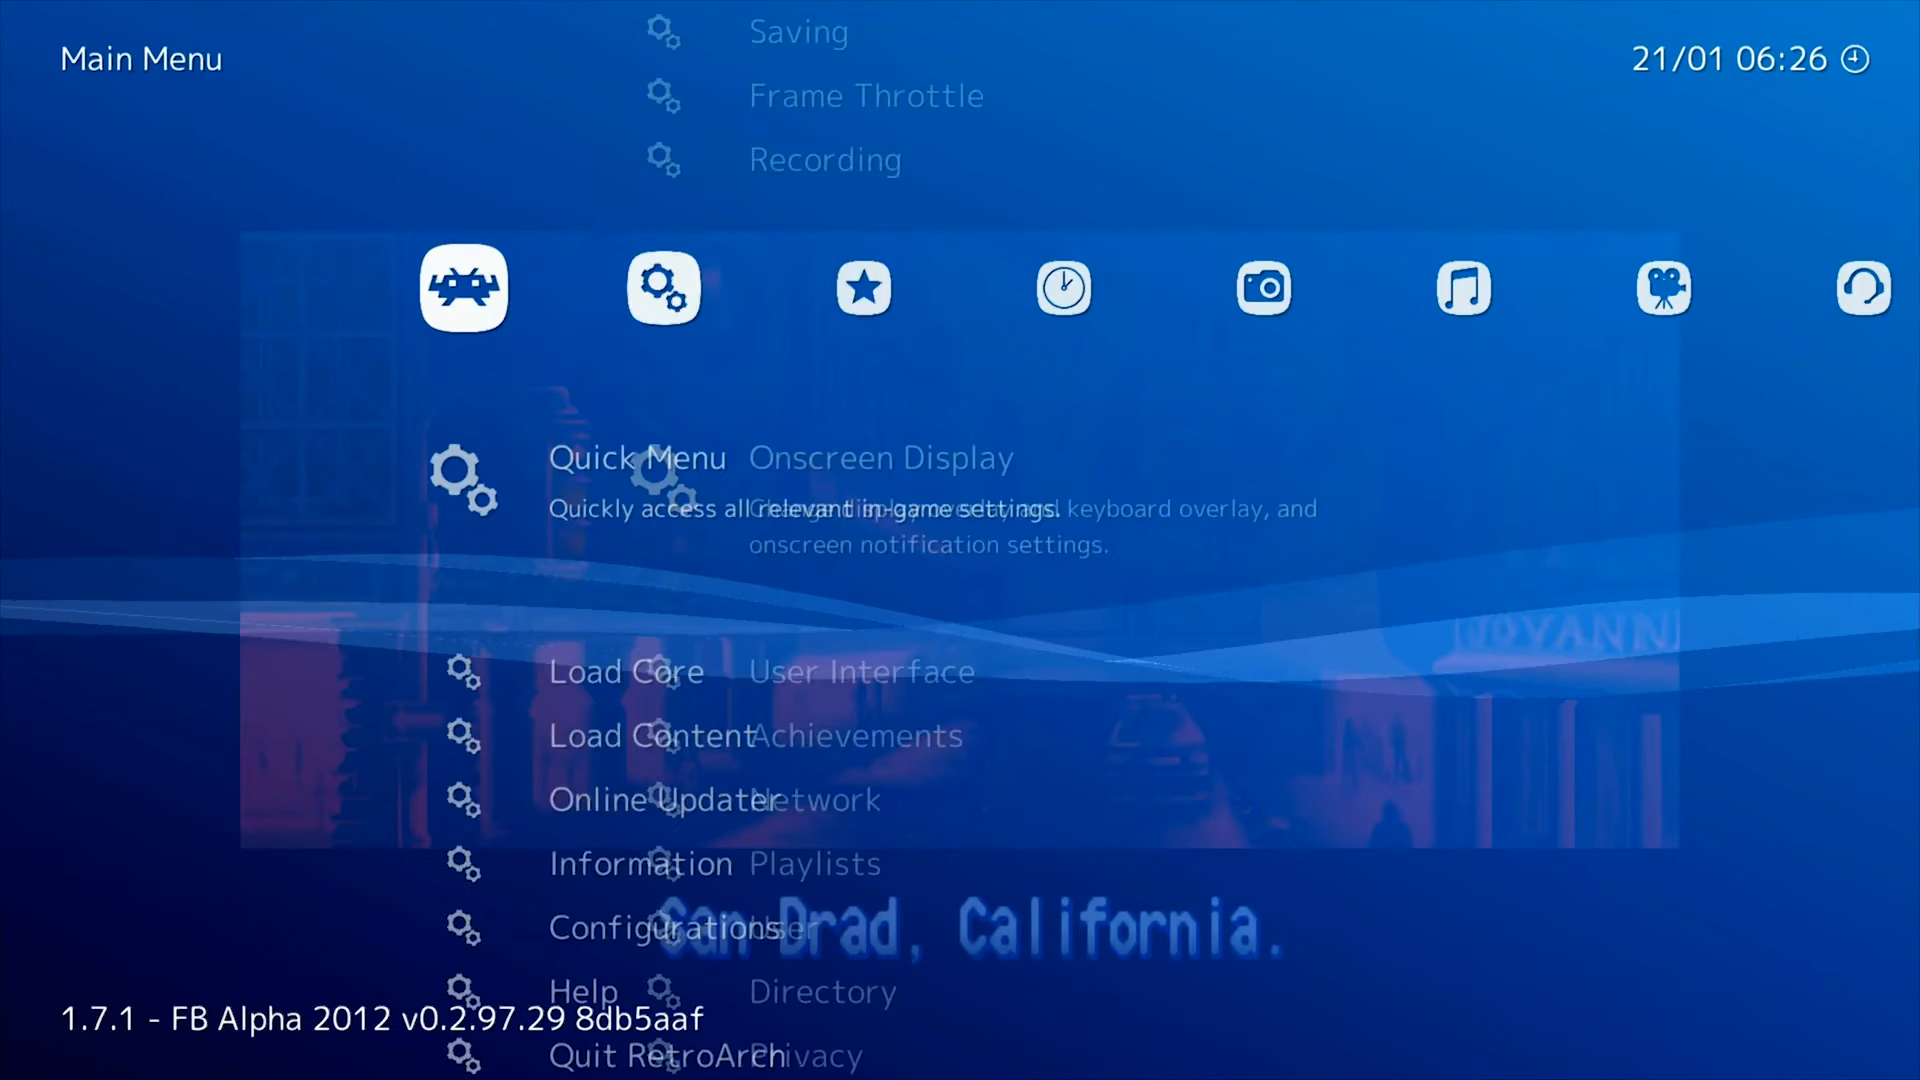 Saving
Main Menu
21/01 06:26
Frame Throttle
Recording
Quick Menu
Onscreen Display
Quickly access all relevant in-game settings.
keyboard overlay, and
onscreen notification settings.
NOVANNI
Load Core
User Interface
Load Content
Achievements
Online Updater
Network
Information
Playlists
Configurations
User
San Drad, California.
Help
Directory
1.7.1 - FB Alpha 2012 v0.2.97.29 8db5aaf
Quit RetroArch
Privacy